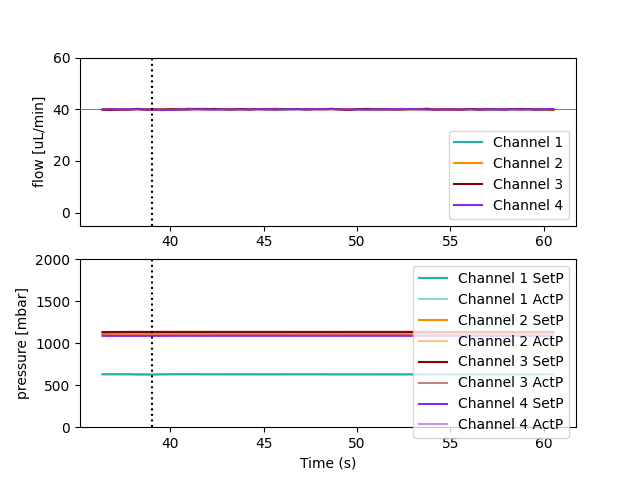 60
40
20
0
flow [uL/min]
Channel 1
Channel 2
Channel 3
Channel 4
40 45 50 55 60
2000
1500
1000
500
0
pressure [mbar]
Channel 1 SetP
Channel 1 ActP
Channel 2 SetP
Channel 2 ActP
Channel 3 SetP
Channel 3 ActP
Channel 4 SetP
Channel 4 ActP
40 45 50 55 60
Time (s)